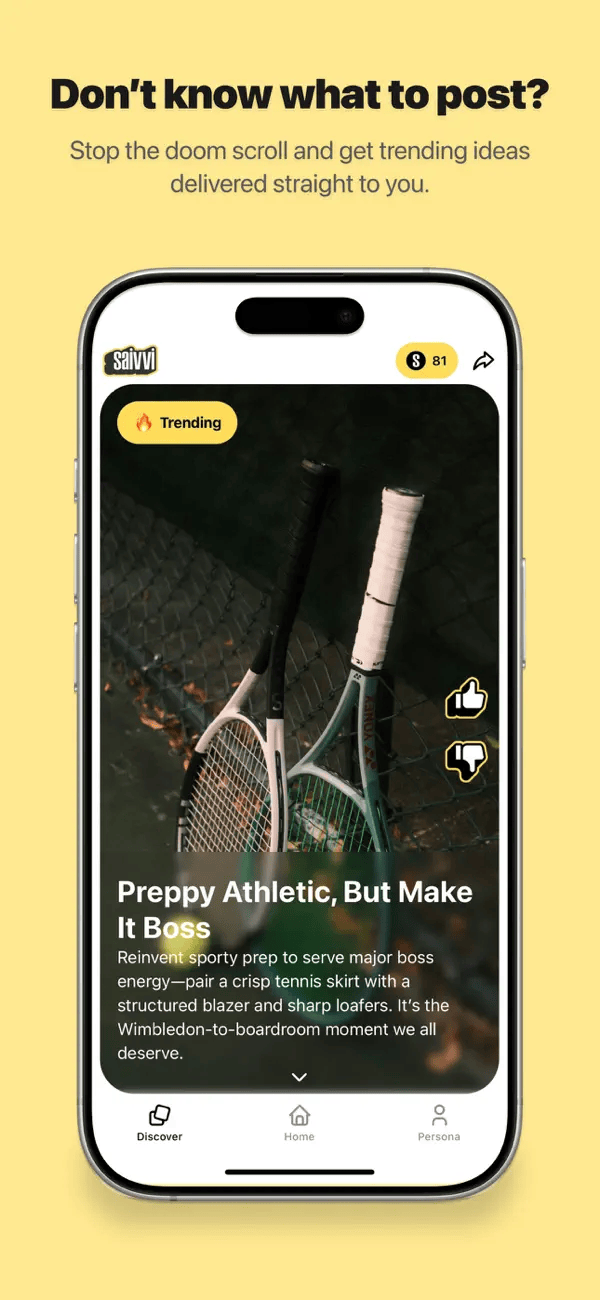 Don’t know what to post?
Stop the doom scroll and get trending ideas
delivered straight to you.
saivvi
S 81
🔥 Trending
YONEX
Preppy Athletic, But Make
It Boss
Reinvent sporty prep to serve major boss
energy—pair a crisp tennis skirt with a
structured blazer and sharp loafers. It’s the
Wimbledon-to-boardroom moment we all
deserve.
Discover
Home
Persona